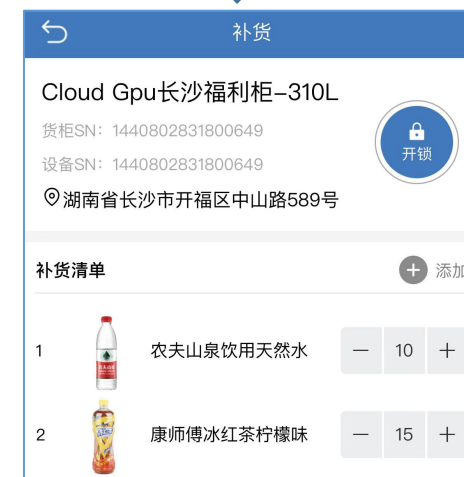 补货
Cloud Gpu长沙福利柜–310L
货柜SN：1440802831800649
设备SN：1440802831800649
湖南省长沙市开福区中山路589号
开锁
补货清单
+ 添加
1 农夫山泉饮用天然水 — 10 +
2 康师傅冰红茶柠檬味 — 15 +